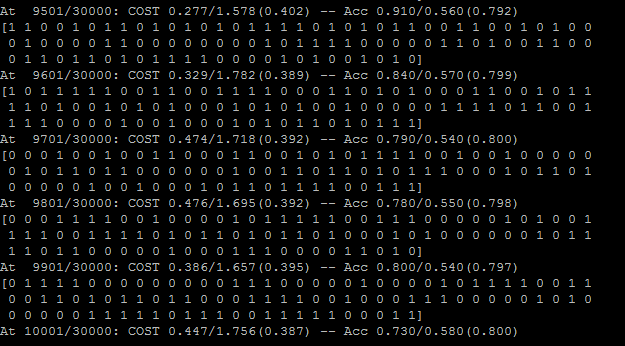 At  9501/30000: COST 0.277/1.578(0.402) -- Acc 0.910/0.560(0.792)
[1 1 0 0 1 0 1 1 0 1 0 1 0 1 0 1 1 1 1 0 1 0 1 0 1 1 0 0 1 1 0 0 1 0 1 0 0
 0 1 0 0 0 0 1 1 0 0 0 0 0 0 0 0 1 0 1 1 1 1 0 0 0 0 1 0 1 1 0 0 1 1 0 0
 0 1 1 0 1 0 1 1 0 1 0 1 0 0 0 1 0 1 0 1 0 0 1 0 1 0]
At  9601/30000: COST 0.329/1.782(0.389) -- Acc 0.840/0.570(0.799)
[1 0 1 1 1 1 1 0 0 1 1 0 0 1 1 1 1 0 0 0 1 1 0 1 0 1 0 1 0 0 0 1 1 0 0 1 0 1 1
 1 1 0 1 0 0 1 0 1 0 1 0 0 1 0 1 0 0 1 0 1 0 0 0 0 0 1 1 1 1 0 1 1 0 0 1
 1 1 1 0 0 0 0 1 1 0 0 0 1 0 1 0 1 1 0 1 0 1 1 1]
At  9701/30000: COST 0.474/1.718(0.392) -- Acc 0.790/0.540(0.800)
[0 0 0 1 0 0 1 0 0 1 1 0 0 0 1 1 0 0 1 0 1 0 1 1 1 1 0 0 1 0 0 1 0 0 0 0 0
 0 1 0 1 0 0 1 0 0 0 0 1 0 1 1 0 1 0 0 1 0 0 0 0 0 1 1 1 0 0 1 1 0 1
 0 0 0 0 0 1 0 0 1 0 0 0 1 0 1 1 0 1 1 1 1 0 0 1 1 1]
At  9801/30000: COST 0.476/1.695(0.392) -- Acc 0.780/0.550(0.798)
[0 0 0 1 1 1 1 0 0 1 0 0 0 0 1 0 1 1 1 1 1 0 0 1 1 1 0 0 0 1 0 1 0 1 0 0 1
 1 1 1 0 0 1 1 1 1 0 1 0 1 1 0 1 1 0 0 1 1 1 0 0 1 0 0 0 0 0 0 1 0 1 1
 1 1 0 1 1 0 0 0 0 0 1 0 0 0 1 1 0 0 0 0 1 1 0 1 0]
At  9901/30000: COST 0.386/1.657(0.395) -- Acc 0.800/0.540(0.797)
[0 1 1 1 1 0 0 0 0 0 0 0 0 1 1 1 0 0 0 0 0 1 0 0 0 0 1 0 1 1 1 1 0 0 1 1
 0 0 1 1 0 1 0 1 1 0 1 1 0 0 0 1 1 0 1 0 0 1 0 0 0 1 1 1 0 0 0 0 0 1 0 1 0
 0 0 0 0 1 1 1 1 1 0 1 1 1 0 1 0 1 1 1 1 0 0 0 1 1]
At 10001/30000: COST 0.447/1.756(0.387) -- Acc 0.730/0.580(0.800)